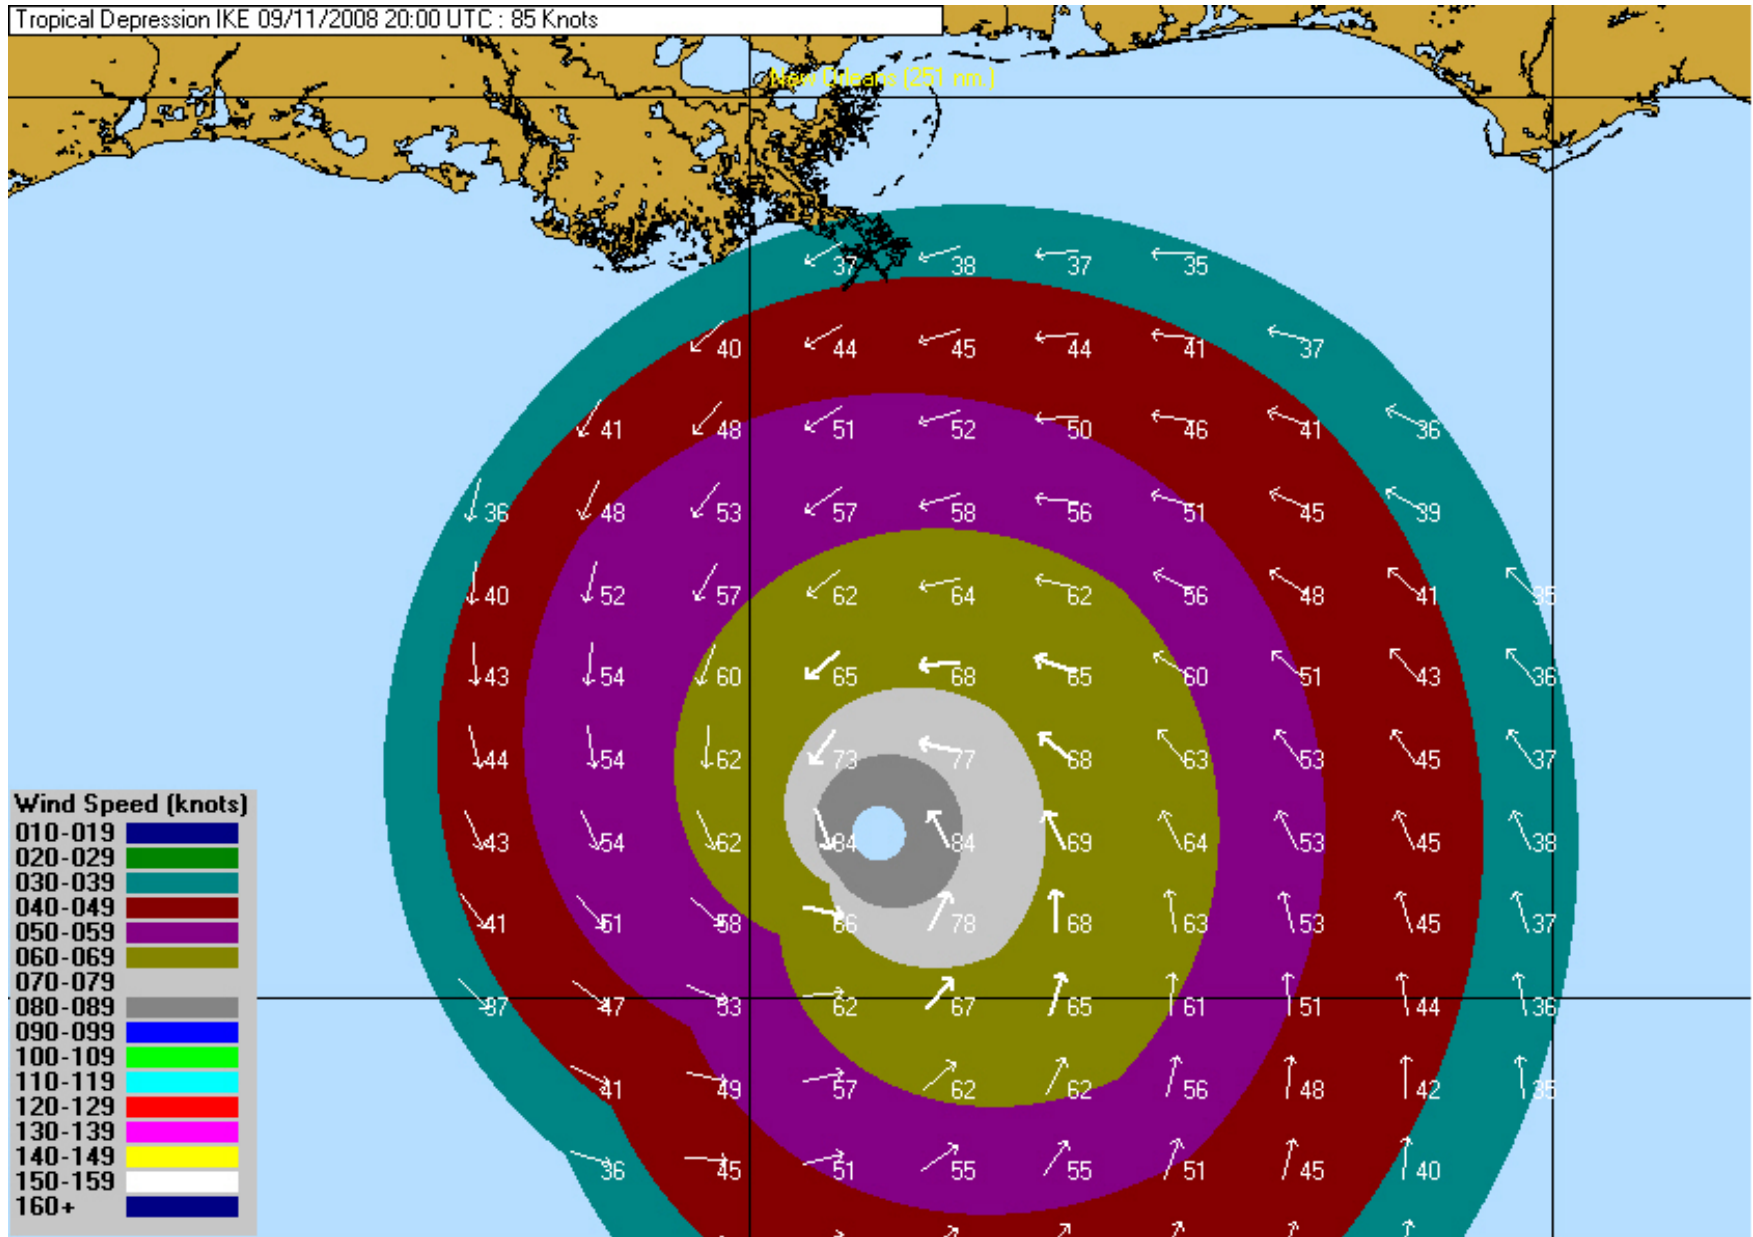 Tropical Depression IKE 09/11/2008 20:00 UTC : 85 Knots
New Orleans (251 nm.)
37 38 37 35
40 44 45 44 41 37
41 48 51 52 50 46 41 36
36 48 53 57 58 56 51 45 39
40 52 57 62 64 62 56 48 41 35
43 54 60 65 68 65 60 51 43 36
44 54 62 73 77 68 63 53 45 37
43 54 62 84 84 69 64 53 45 38
41 51 58 66 78 68 63 53 45 37
37 47 53 62 67 65 61 51 44 36
41 49 57 62 62 56 48 42 35
36 45 51 55 55 51 45 40
Wind Speed (knots)
010-019
020-029
030-039
040-049
050-059
060-069
070-079
080-089
090-099
100-109
110-119
120-129
130-139
140-149
150-159
160+